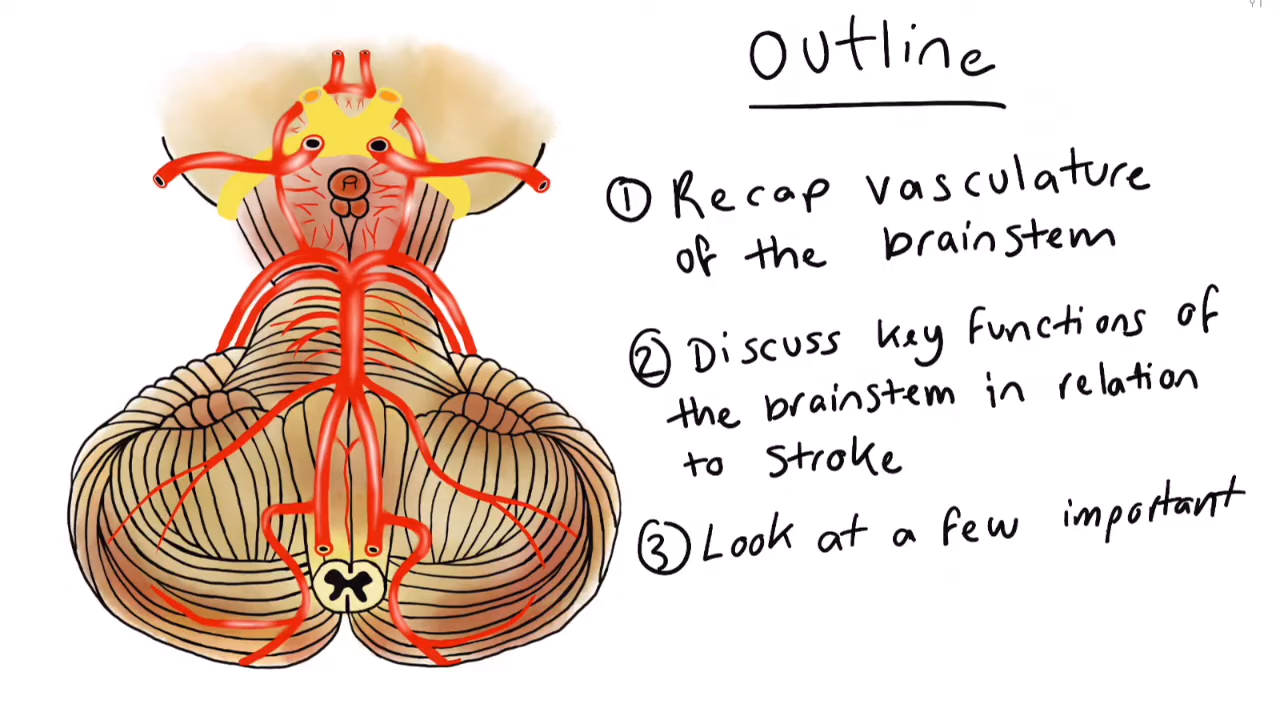 Outline
① Recap vasculature
of the brainstem
② Discuss key functions of
the brainstem in relation
to stroke
③ Look at a few important